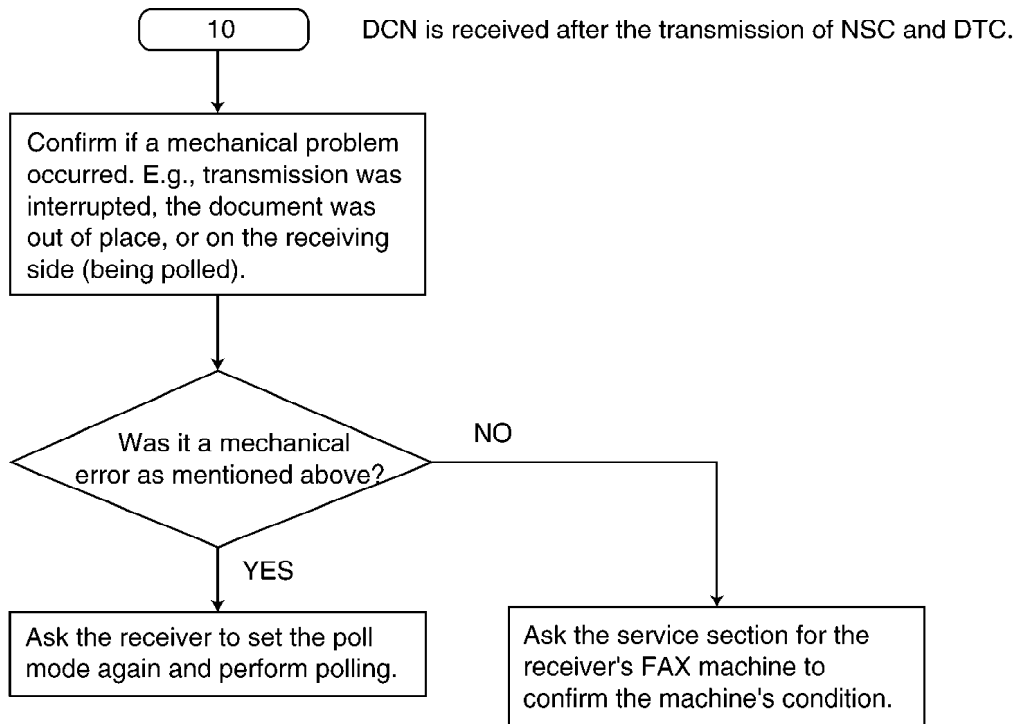 10
DCN is received after the transmission of NSC and DTC.
Confirm if a mechanical problem
occurred. E.g., transmission was
interrupted, the document was
out of place, or on the receiving
side (being polled).
Was it a mechanical
error as mentioned above?
NO
YES
Ask the receiver to set the poll
mode again and perform polling.
Ask the service section for the
receiver's FAX machine to
confirm the machine's condition.